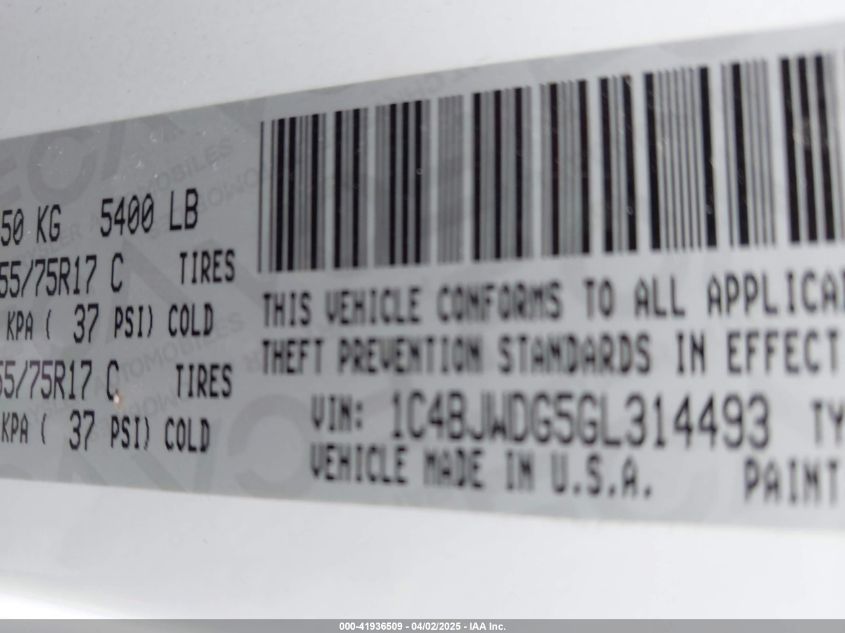 50 KG 5400 LB
55/75R17 C TIRES
KPA ( 37 PSI) COLD
55/75R17 C TIRES
KPA ( 37 PSI) COLD
THIS VEHICLE CONFORMS TO ALL APPLICA
THEFT PREVENTION STANDARDS IN EFFECT
VIN: 1C4BJWDG5GL314493 TY
VEHICLE MADE IN U.S.A. PAINT
000-41936509 - 04/02/2025 - IAA Inc.